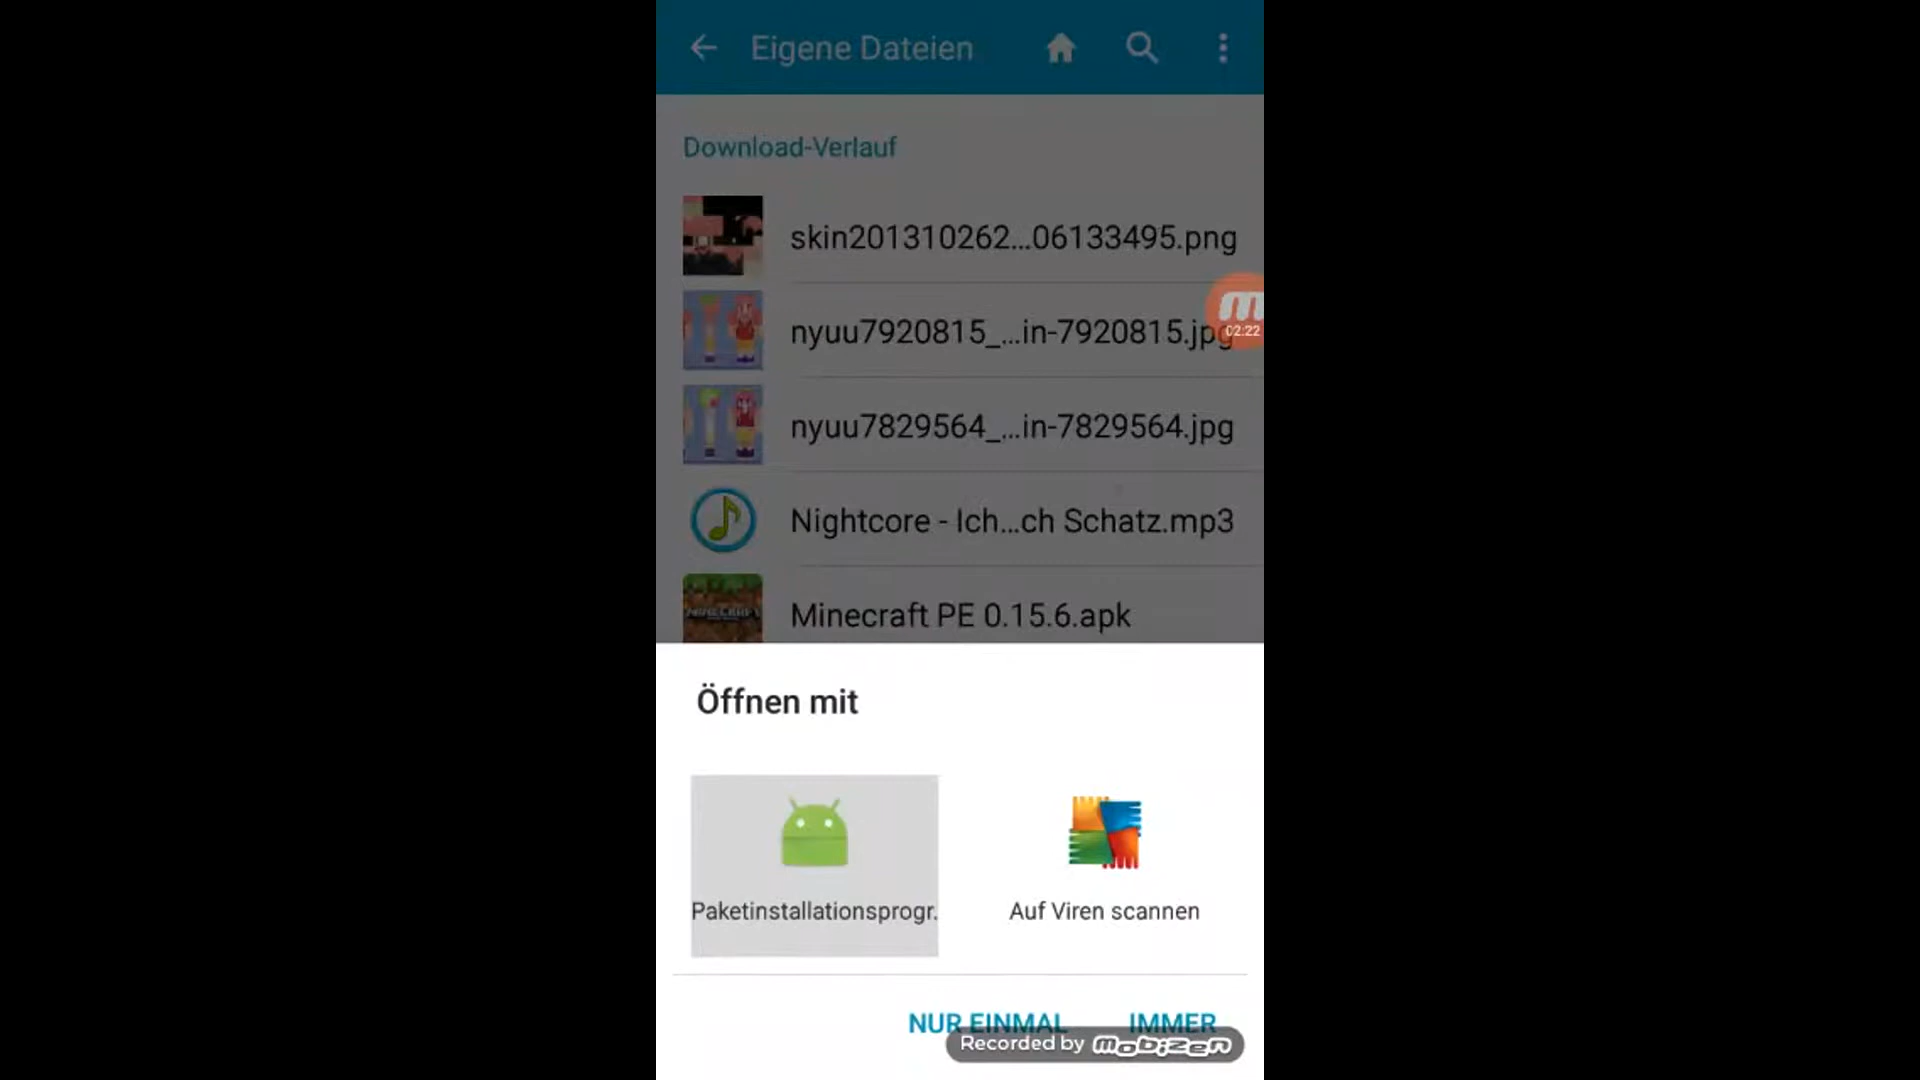 Eigene Dateien
Download-Verlauf
skin201310262...06133495.png
nyuu7920815_...in-7920815.jpg
02:22
nyuu7829564_...in-7829564.jpg
Nightcore - Ich...ch Schatz.mp3
MINECRAFT
Minecraft PE 0.15.6.apk
Öffnen mit
Paketinstallationsprogr.
Auf Viren scannen
NUR EINMAL
IMMER
Recorded by mobizen